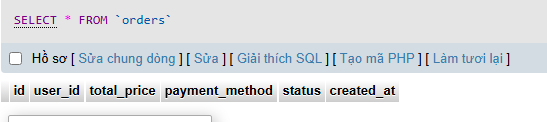 SELECT * FROM `orders`
Hồ sơ [ Sửa chung dòng ] [ Sửa ] [ Giải thích SQL ] [ Tạo mã PHP ] [ Làm tươi lại ]
id user_id total_price payment_method status created_at